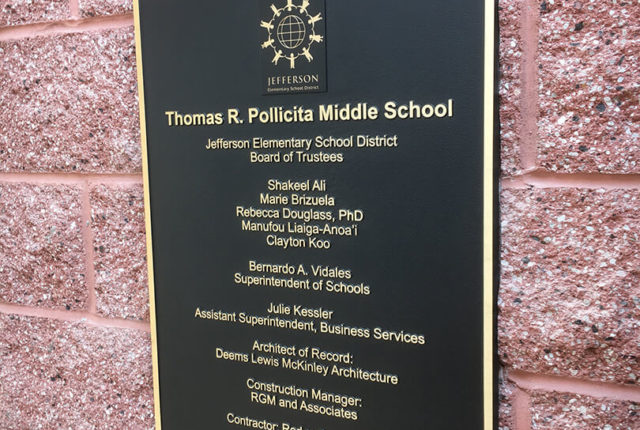 JEFFERSON
Elementary School District
Thomas R. Pollicita Middle School
Jefferson Elementary School District
Board of Trustees
Shakeel Ali
Marie Brizuela
Rebecca Douglass, PhD
Manufou Liaiga-Anoa'i
Clayton Koo
Bernardo A. Vidales
Superintendent of Schools
Julie Kessler
Assistant Superintendent, Business Services
Architect of Record:
Deems Lewis McKinley Architecture
Construction Manager:
RGM and Associates
Contractor: